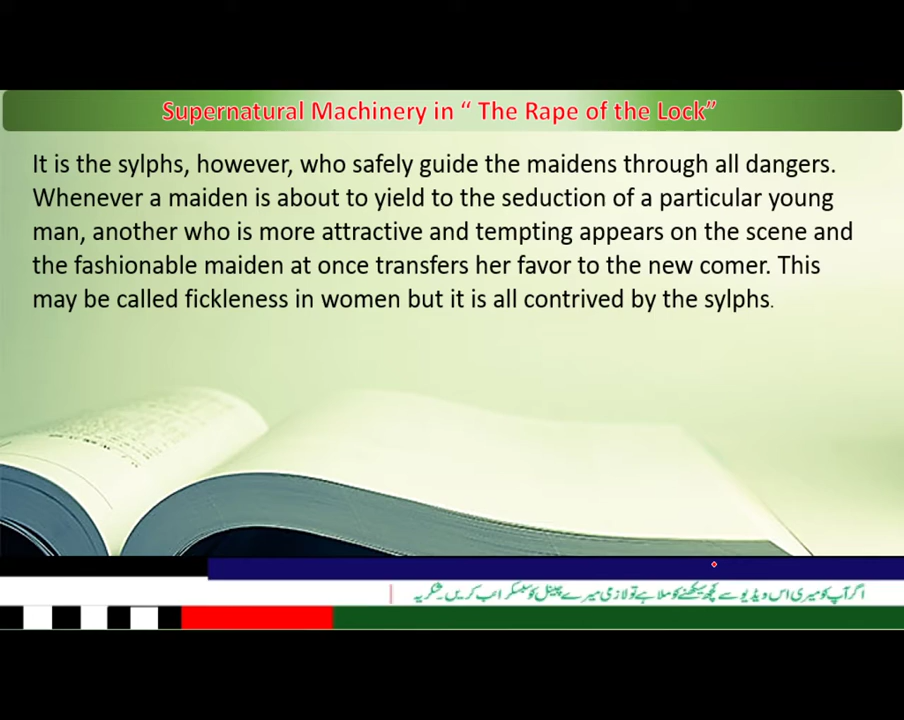 Supernatural Machinery in “ The Rape of the Lock”
It is the sylphs, however, who safely guide the maidens through all dangers.
Whenever a maiden is about to yield to the seduction of a particular young
man, another who is more attractive and tempting appears on the scene and
the fashionable maiden at once transfers her favor to the new comer. This
may be called fickleness in women but it is all contrived by the sylphs.
اگر آپ کو میری اس ویڈیو سے کچھ سیکھنے کو ملا ہے تو لازمی میرے چینل کو سبسکرائب کریں۔ شکریہ